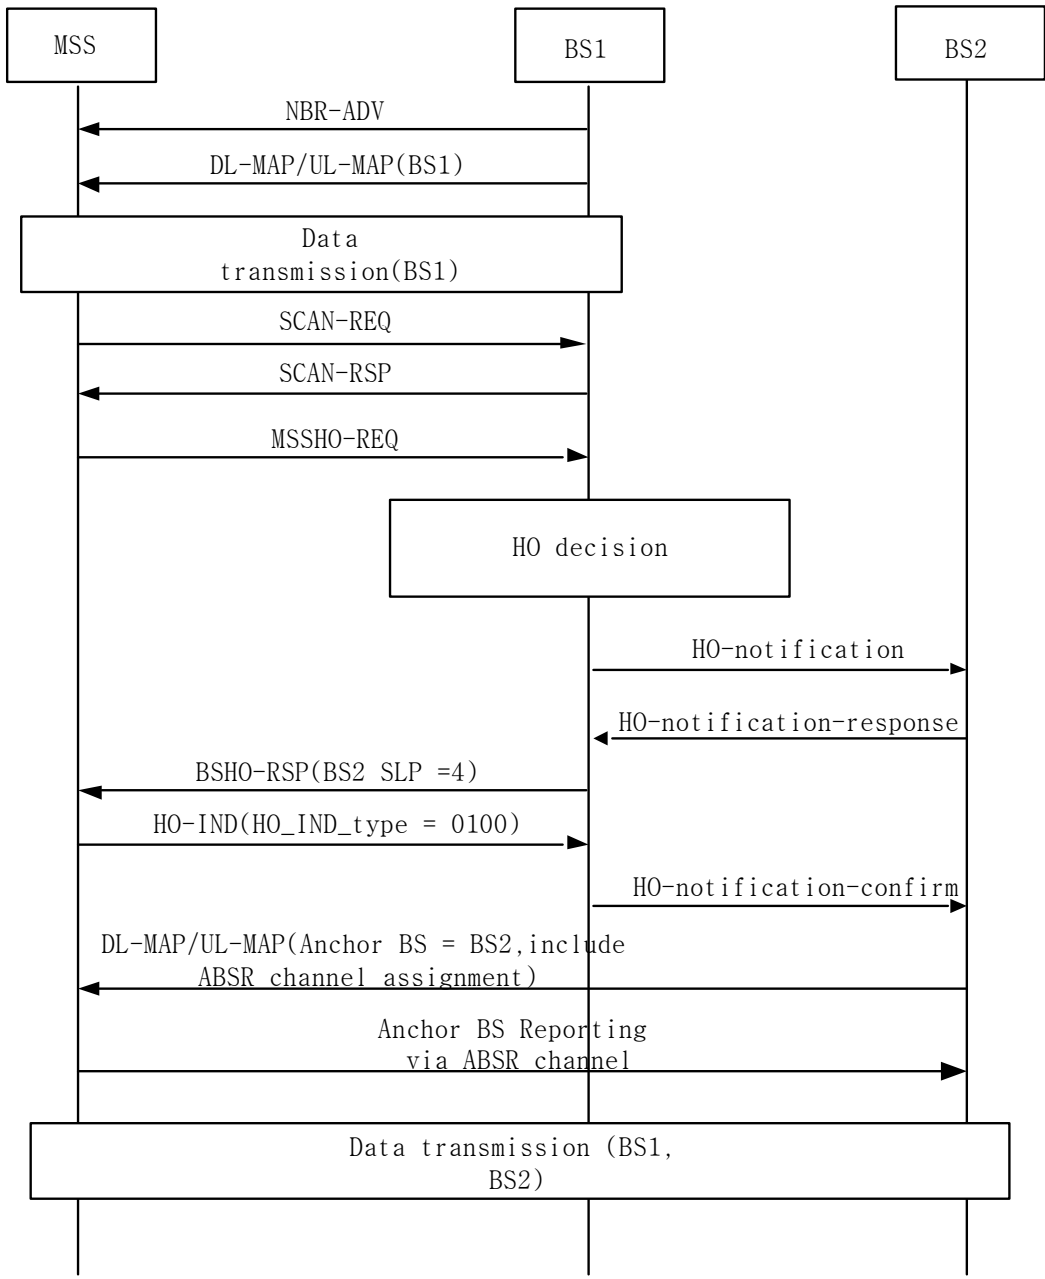 MSS
BS1
BS2
NBR-ADV
DL-MAP/UL-MAP(BS1)
Data
transmission(BS1)
SCAN-REQ
SCAN-RSP
MSSHO-REQ
HO decision
HO-notification
HO-notification-response
BSHO-RSP(BS2 SLP =4)
HO-IND(HO_IND_type = 0100)
HO-notification-confirm
DL-MAP/UL-MAP(Anchor BS = BS2,include
ABSR channel assignment)
Anchor BS Reporting
via ABSR channel
Data transmission (BS1,
BS2)